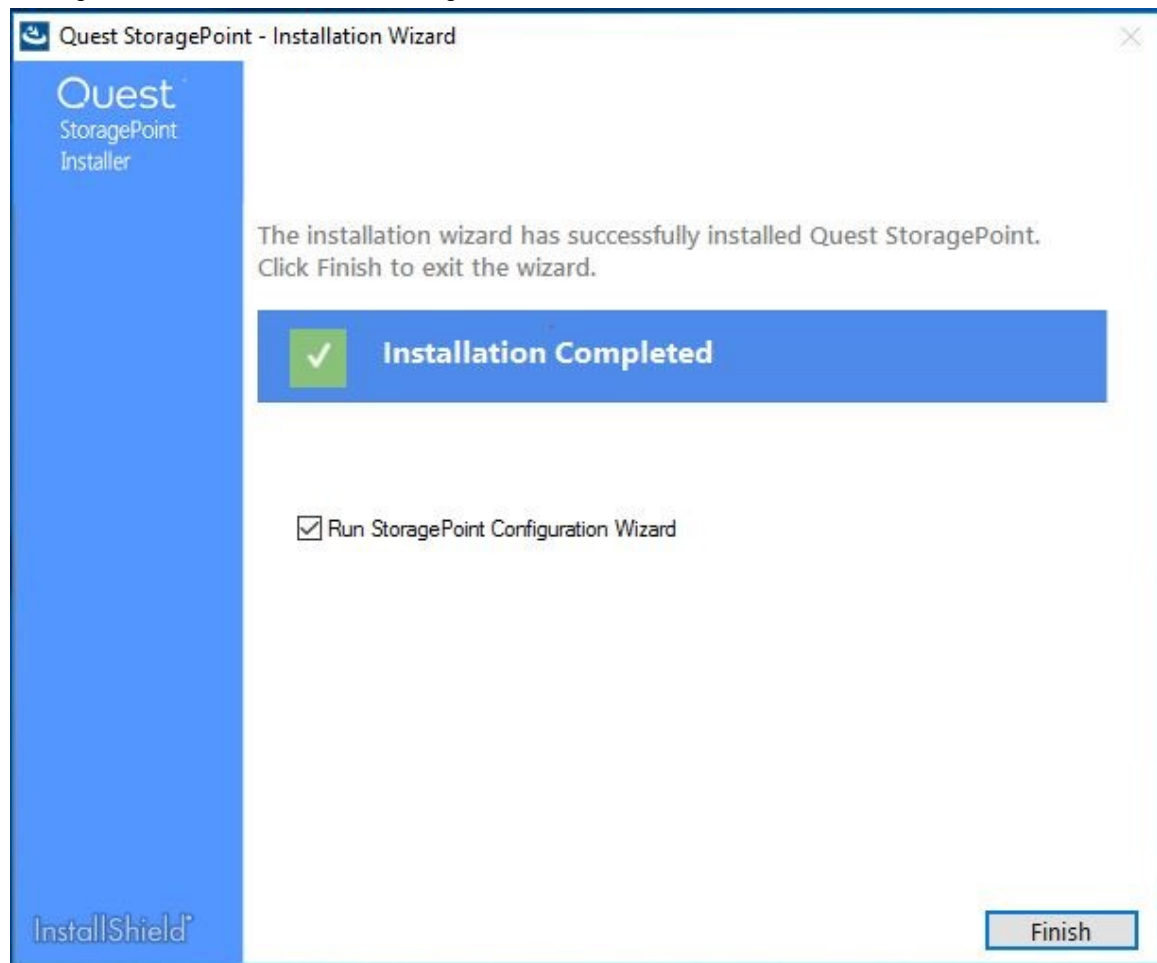 Quest StoragePoint - Installation Wizard
Quest
StoragePoint
Installer
The installation wizard has successfully installed Quest StoragePoint.
Click Finish to exit the wizard.
Installation Completed
Run StoragePoint Configuration Wizard
InstallShield
Finish